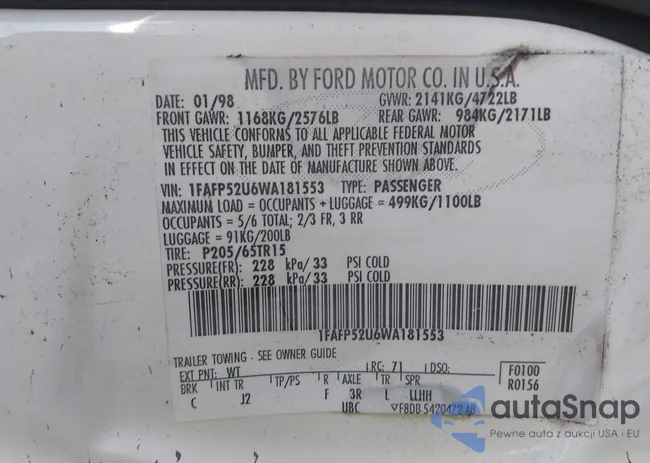 MFD. BY FORD MOTOR CO. IN U.S.A.
DATE: 01/98 GVWR: 2141KG/4722LB
FRONT GAWR: 1168KG/2576LB REAR GAWR: 984KG/2171LB
THIS VEHICLE CONFORMS TO ALL APPLICABLE FEDERAL MOTOR
VEHICLE SAFETY, BUMPER, AND THEFT PREVENTION STANDARDS
IN EFFECT ON THE DATE OF MANUFACTURE SHOWN ABOVE.
VIN: 1FAFP52U6WA181553 TYPE: PASSENGER
MAXIMUM LOAD = OCCUPANTS + LUGGAGE = 499KG/1100LB
OCCUPANTS = 5/6 TOTAL; 2/3 FR, 3 RR
LUGGAGE = 91KG/200LB
TIRE: P205/65TR15
PRESSURE(FR): 228 kPa/33 PSI COLD
PRESSURE(RR): 228 kPa/33 PSI COLD
1FAFP52U6WA181553
TRAILER TOWING - SEE OWNER GUIDE
EXT PNT: WT RC: 71 DSO: F0100
BRK INT TR TP/PS R AXLE TR SPR R0156
C J2 F 3R L LLHH
UBC
autoSnap
Pewne auta z aukcji USA i EU